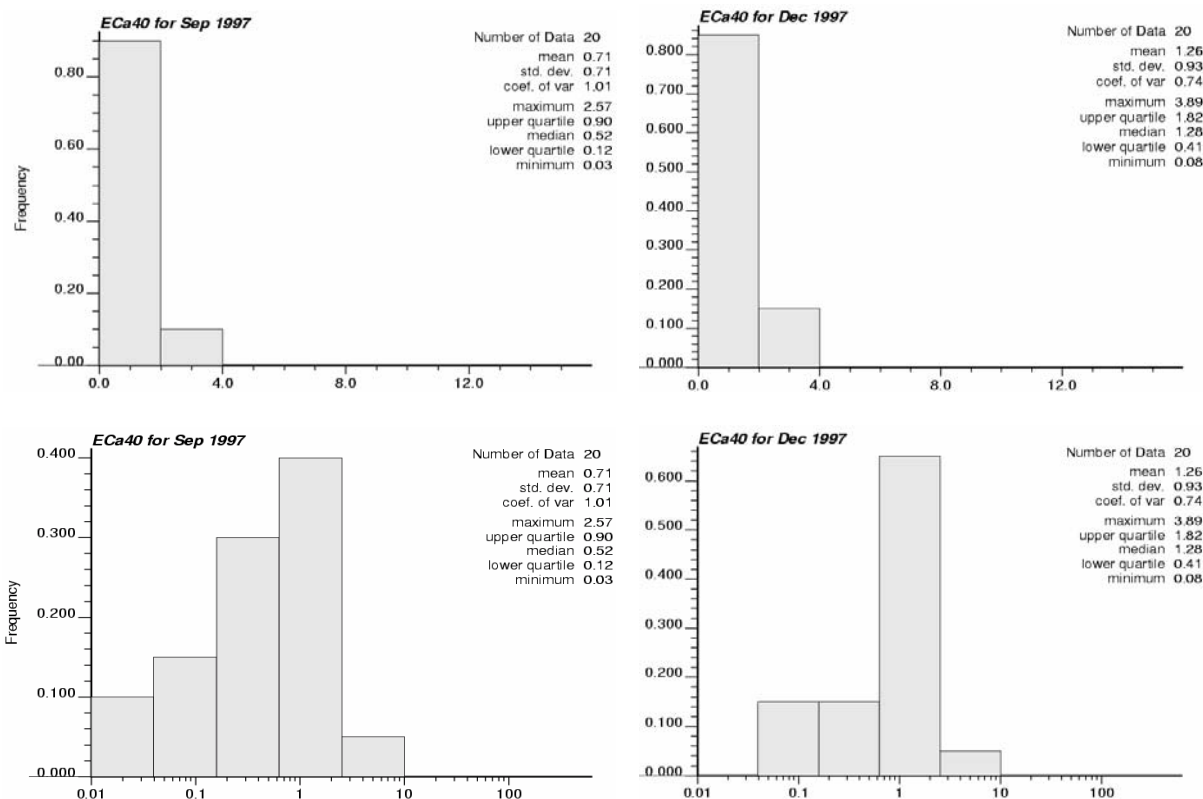 ECa40 for Sep 1997
Number of Data 20
mean 0.71
std. dev. 0.71
coef. of var 1.01
maximum 2.57
upper quartile 0.90
median 0.52
lower quartile 0.12
minimum 0.03
Frequency
0.80
0.60
0.40
0.20
0.00
0.0 4.0 8.0 12.0
ECa40 for Dec 1997
Number of Data 20
mean 1.26
std. dev. 0.93
coef. of var 0.74
maximum 3.89
upper quartile 1.82
median 1.28
lower quartile 0.41
minimum 0.08
0.800
0.700
0.600
0.500
0.400
0.300
0.200
0.100
0.000
0.0 4.0 8.0 12.0
ECa40 for Sep 1997
Number of Data 20
mean 0.71
std. dev. 0.71
coef. of var 1.01
maximum 2.57
upper quartile 0.90
median 0.52
lower quartile 0.12
minimum 0.03
Frequency
0.400
0.300
0.200
0.100
0.000
0.01 0.1 1 10 100
ECa40 for Dec 1997
Number of Data 20
mean 1.26
std. dev. 0.93
coef. of var 0.74
maximum 3.89
upper quartile 1.82
median 1.28
lower quartile 0.41
minimum 0.08
0.600
0.500
0.400
0.300
0.200
0.100
0.000
0.01 0.1 1 10 100